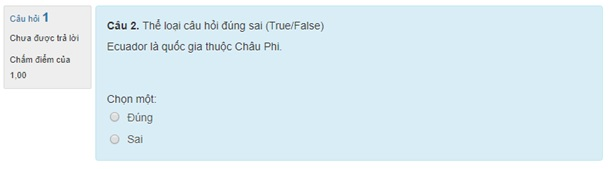 Câu hỏi 1
Chưa được trả lời
Chấm điểm của
1,00
Câu 2. Thể loại câu hỏi đúng sai (True/False)
Ecuador là quốc gia thuộc Châu Phi.
Chọn một:
Đúng
Sai